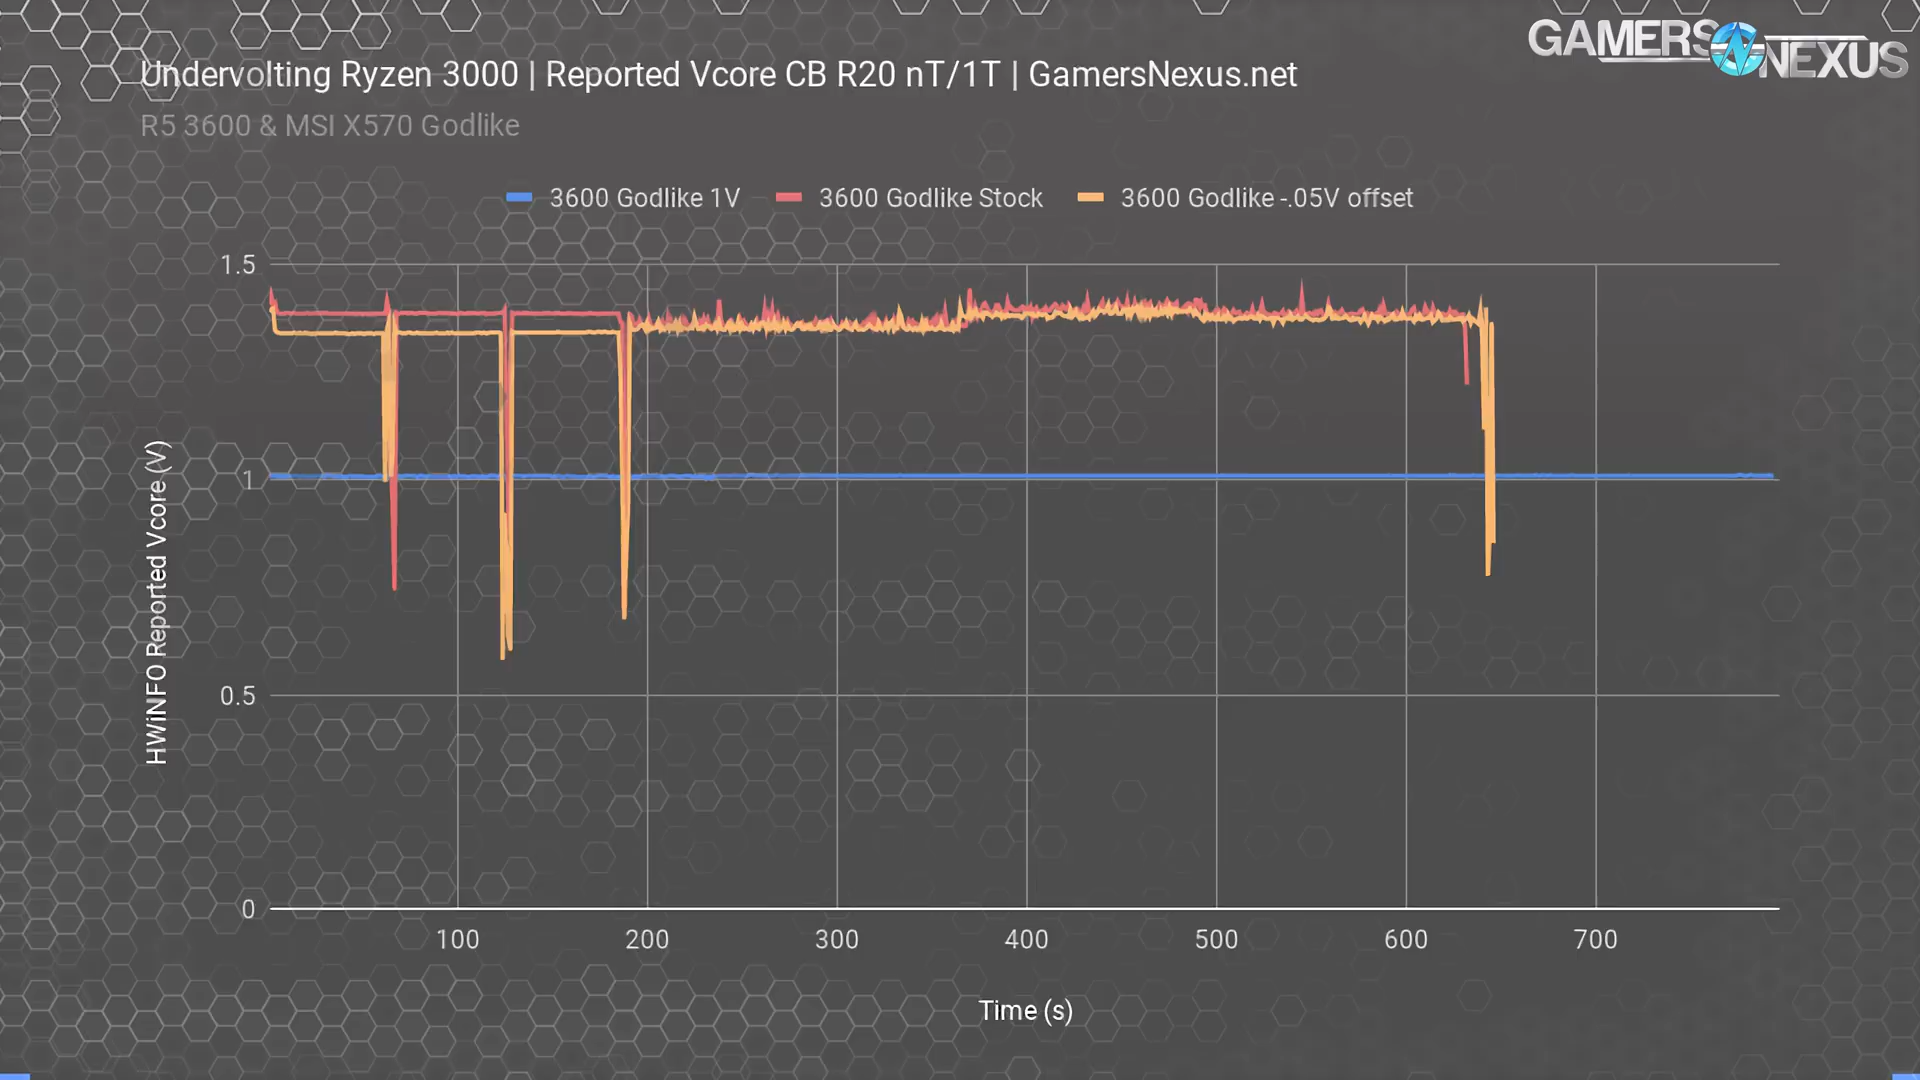 GAMERS NEXUS
Undervolting Ryzen 3000 | Reported Vcore CB R20 nT/1T | GamersNexus.net
R5 3600 & MSI X570 Godlike
3600 Godlike 1V 3600 Godlike Stock 3600 Godlike -.05V offset
1.5
1
0.5
0
HWiNFO Reported Vcore (V)
100 200 300 400 500 600 700
Time (s)